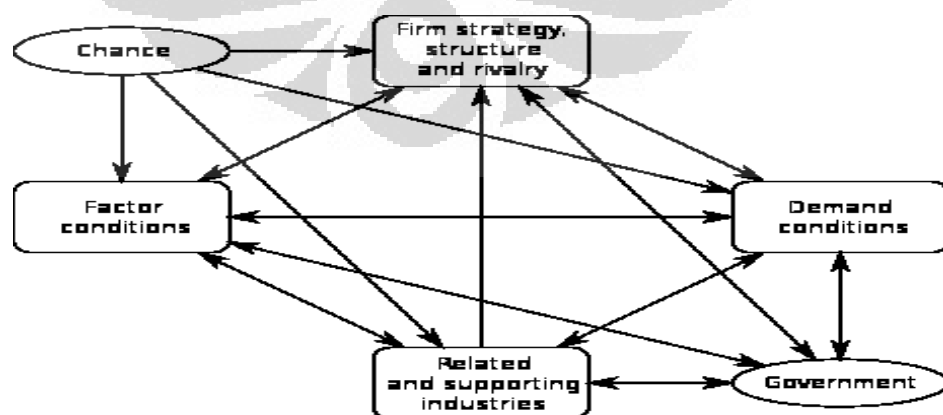 Firm strategy,
structure
and rivalry
Chance
Factor
conditions
Demand
conditions
Related
and supporting
industries
Government